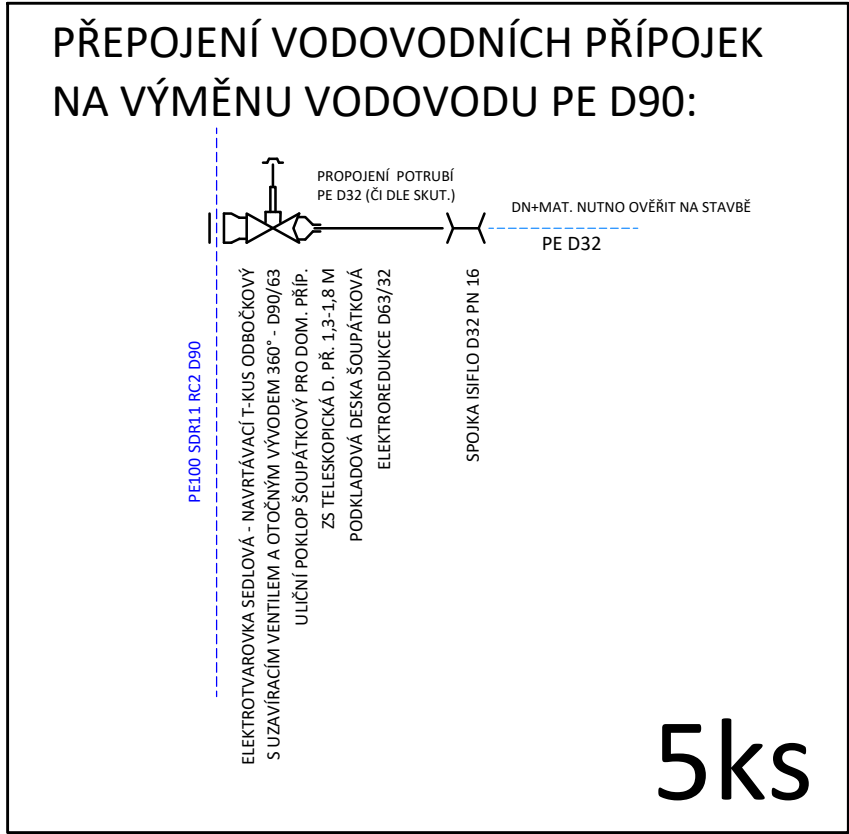 PŘEPOJENÍ VODOVODNÍCH PŘÍPOJEK
NA VÝMĚNU VODOVODU PE D90:
PROPOJENÍ POTRUBÍ
PE D32 (ČI DLE SKUT.)
DN+MAT. NUTNO OVĚŘIT NA STAVBĚ
PE D32
PE100 SDR11 RC2 D90
ELEKTROTVAROVKA SEDLOVÁ - NAVRTÁVACÍ T-KUS ODBOČKOVÝ
S UZAVÍRACÍM VENTILEM A OTOČNÝM VÝVODEM 360° - D90/63
ULIČNÍ POKLOP ŠOUPÁTKOVÝ PRO DOM. PŘÍP.
ZS TELESKOPICKÁ D. PŘ. 1,3-1,8 M
PODKLADOVÁ DESKA ŠOUPÁTKOVÁ
ELEKTROREDUKCE D63/32
SPOJKA ISIFLO D32 PN 16
5ks